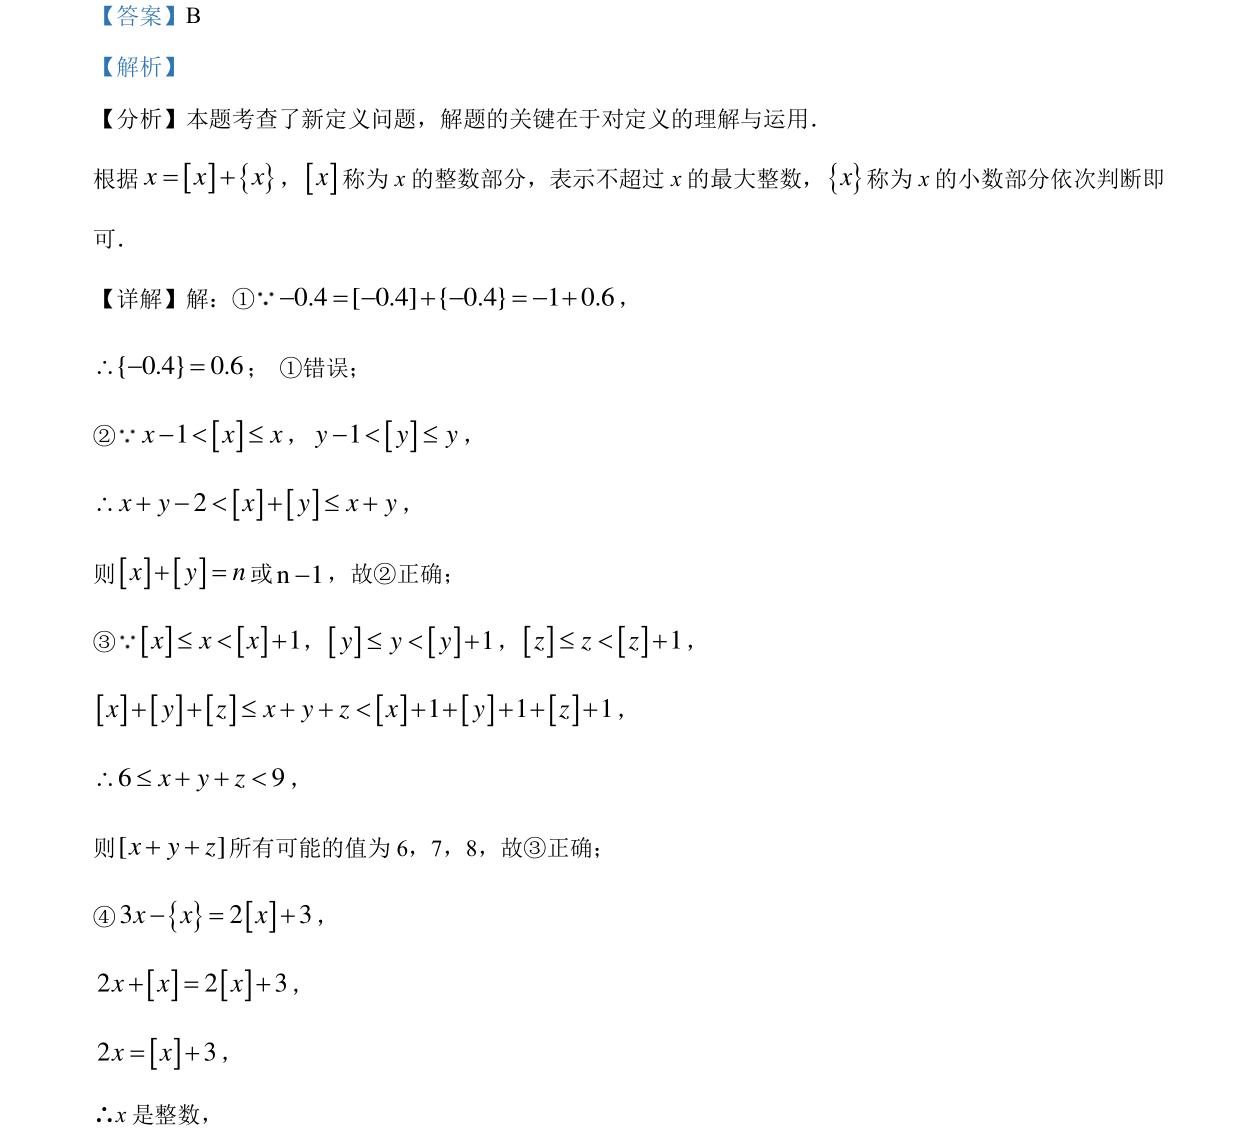 【答案】B
【解析】
【分析】本题考查了新定义问题，解题的关键在于对定义的理解与运用．
根据 x=[x]+{x}，[x]称为 x 的整数部分，表示不超过 x 的最大整数，{x}称为 x 的小数部分依次判断即
可．
【详解】解：①∵−0.4=[−0.4]+{−0.4}=−1+0.6，
∴{−0.4}=0.6； ①错误；
②∵x−1<[x]≤x，y−1<[y]≤y，
∴x+y−2<[x]+[y]≤x+y，
则[x]+[y]=n或n−1，故②正确；
③∵[x]≤x<[x]+1，[y]≤y<[y]+1，[z]≤z<[z]+1，
[x]+[y]+[z]≤x+y+z<[x]+1+[y]+1+[z]+1，
∴6≤x+y+z<9，
则[x+y+z]所有可能的值为 6，7，8，故③正确；
④3x−{x}=2[x]+3，
2x+[x]=2[x]+3，
2x=[x]+3，
∴x 是整数，